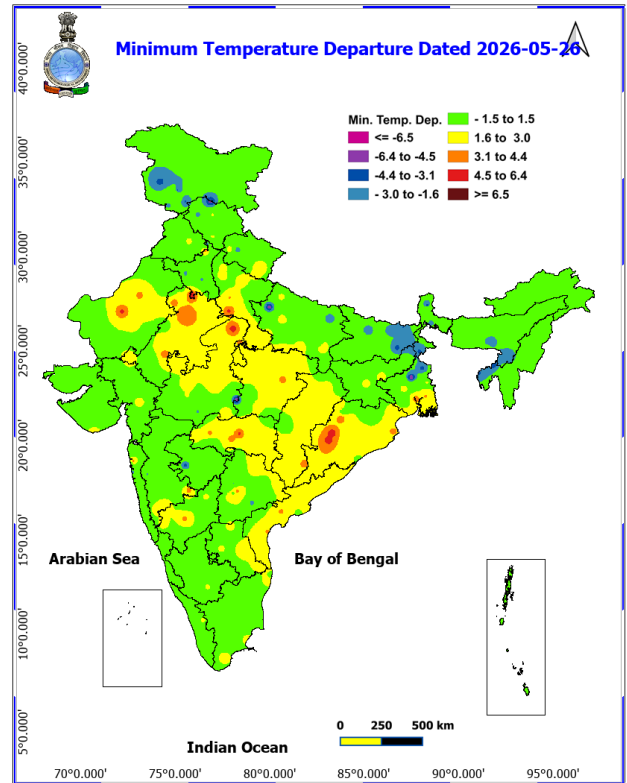 Minimum Temperature Departure Dated 2026-05-26
Min. Temp. Dep.
<= -6.5
-6.4 to -4.5
-4.4 to -3.1
- 3.0 to -1.6
- 1.5 to 1.5
1.6 to 3.0
3.1 to 4.4
4.5 to 6.4
>= 6.5
40°0.000'
35°0.000'
30°0.000'
25°0.000'
20°0.000'
15°0.000'
10°0.000'
5°0.000'
Arabian Sea
Bay of Bengal
Indian Ocean
0 250 500 km
70°0.000' 75°0.000' 80°0.000' 85°0.000' 90°0.000' 95°0.000'